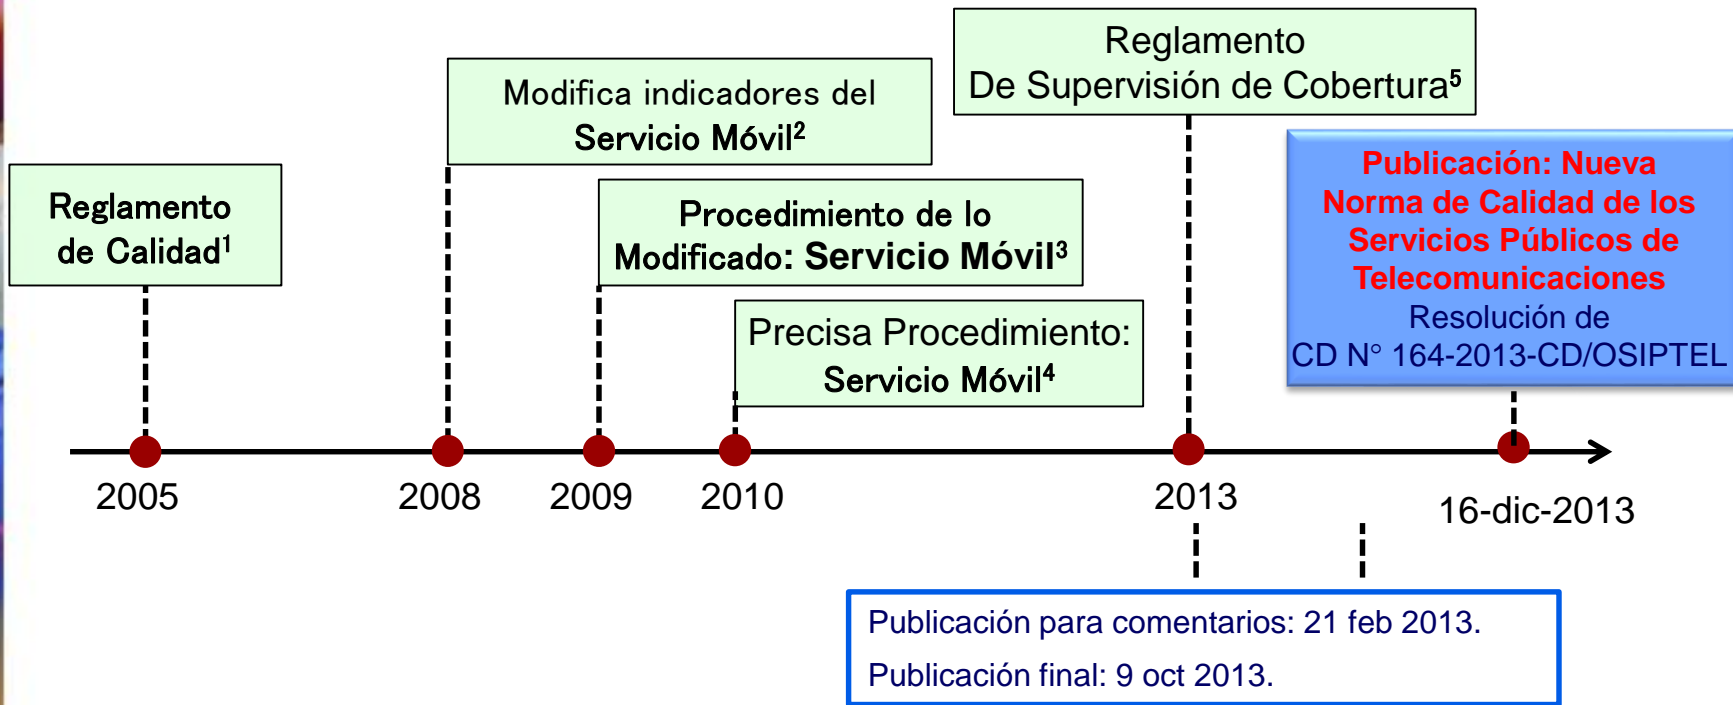 Reglamento
de Calidad¹
Modifica indicadores del
Servicio Móvil²
Procedimiento de lo
Modificado: Servicio Móvil³
Precisa Procedimiento:
Servicio Móvil⁴
Reglamento
De Supervisión de Cobertura⁵
Publicación: Nueva
Norma de Calidad de los
Servicios Públicos de
Telecomunicaciones
Resolución de
CD N° 164-2013-CD/OSIPTEL
2005
2008
2009
2010
2013
16-dic-2013
Publicación para comentarios: 21 feb 2013.
Publicación final: 9 oct 2013.